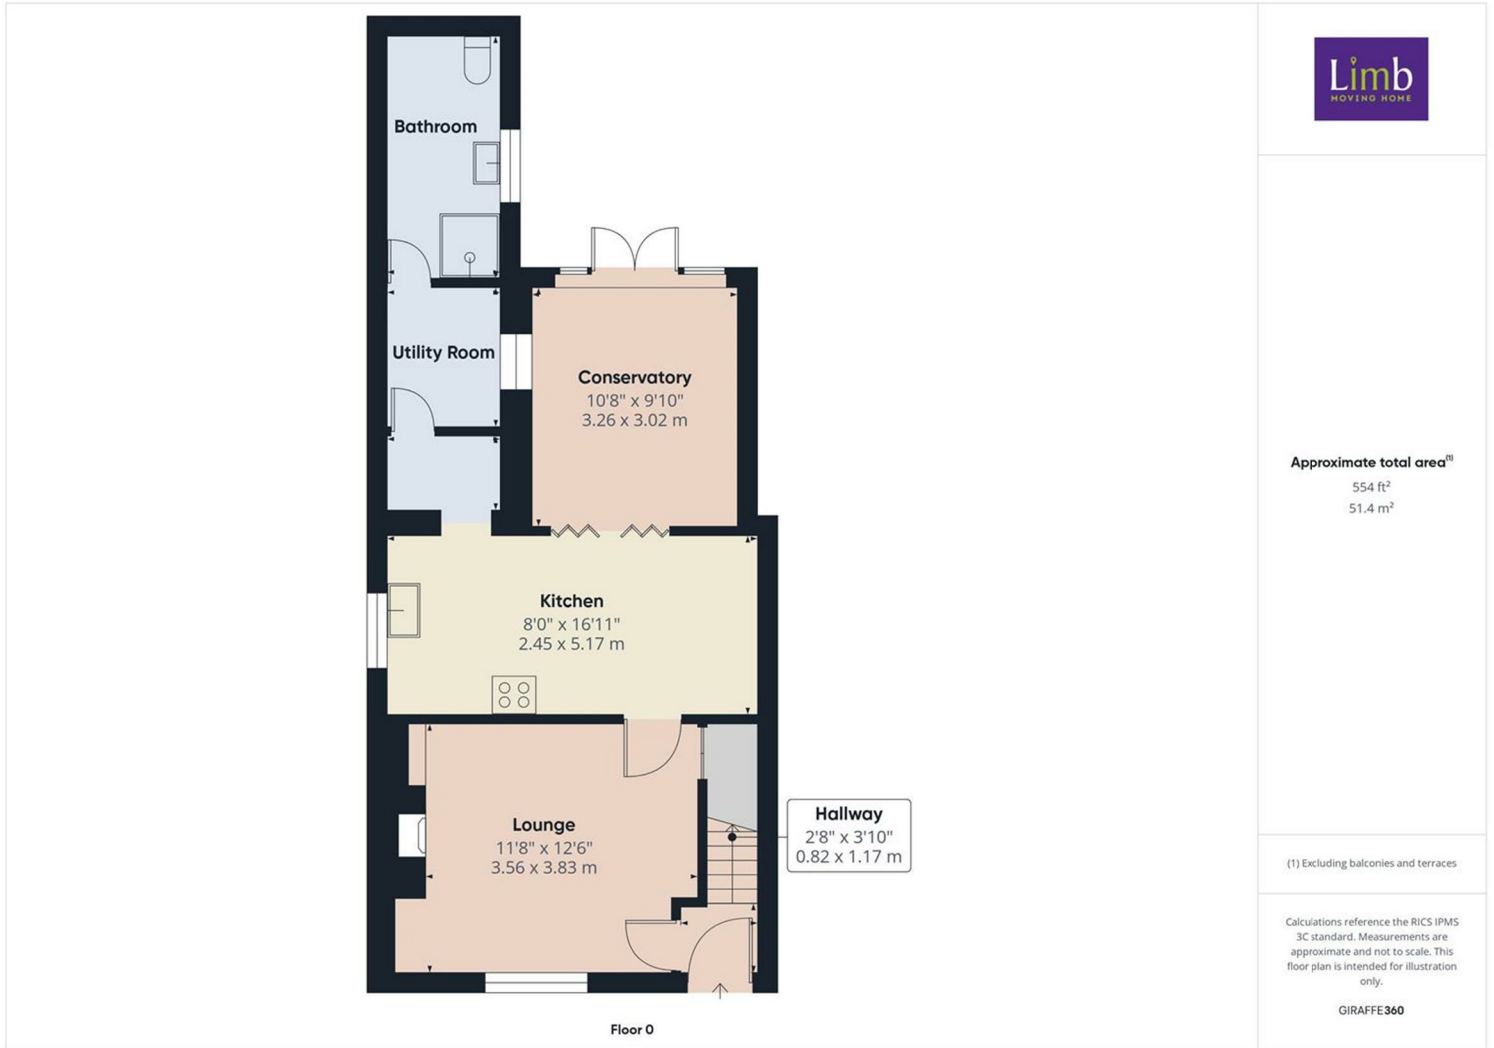 Limb
MOVING HOME
Bathroom
Utility Room
Conservatory
10'8" x 9'10"
3.26 x 3.02 m
Kitchen
8'0" x 16'11"
2.45 x 5.17 m
Lounge
11'8" x 12'6"
3.56 x 3.83 m
Hallway
2'8" x 3'10"
0.82 x 1.17 m
Floor 0
Approximate total area(1)
554 ft²
51.4 m²
(1) Excluding balconies and terraces
Calculations reference the RICS IPMS
3C standard. Measurements are
approximate and not to scale. This
floor plan is intended for illustration
only.
GIRAFFE360